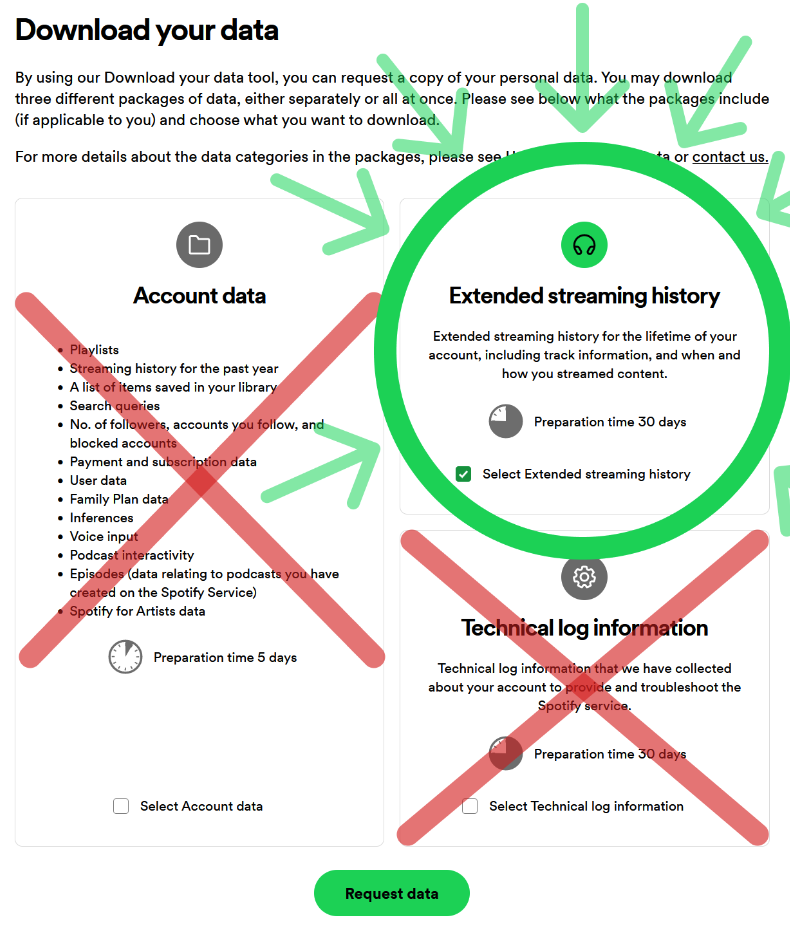 Download your data
By using our Download your data tool, you can request a copy of your personal data. You may download
three different packages of data, either separately or all at once. Please see below what the packages include
(if applicable to you) and choose what you want to download.
For more details about the data categories in the packages, please see ta or contact us.
Account data
• Playlists
• Streaming history for the past year
• A list of items saved in your library
• Search queries
• No. of followers, accounts you follow, and
blocked accounts
• Payment and subscription data
• User data
• Family Plan data
• Inferences
• Voice input
• Podcast interactivity
• Episodes (data relating to podcasts you have
created on the Spotify Service)
• Spotify for Artists data
Preparation time 5 days
Select Account data
Extended streaming history
Extended streaming history for the lifetime of your
account, including track information, and when and
how you streamed content.
Preparation time 30 days
Select Extended streaming history
Technical log information
Technical log information that we have collected
about your account to provide and troubleshoot the
Spotify service.
Preparation time 30 days
Select Technical log information
Request data